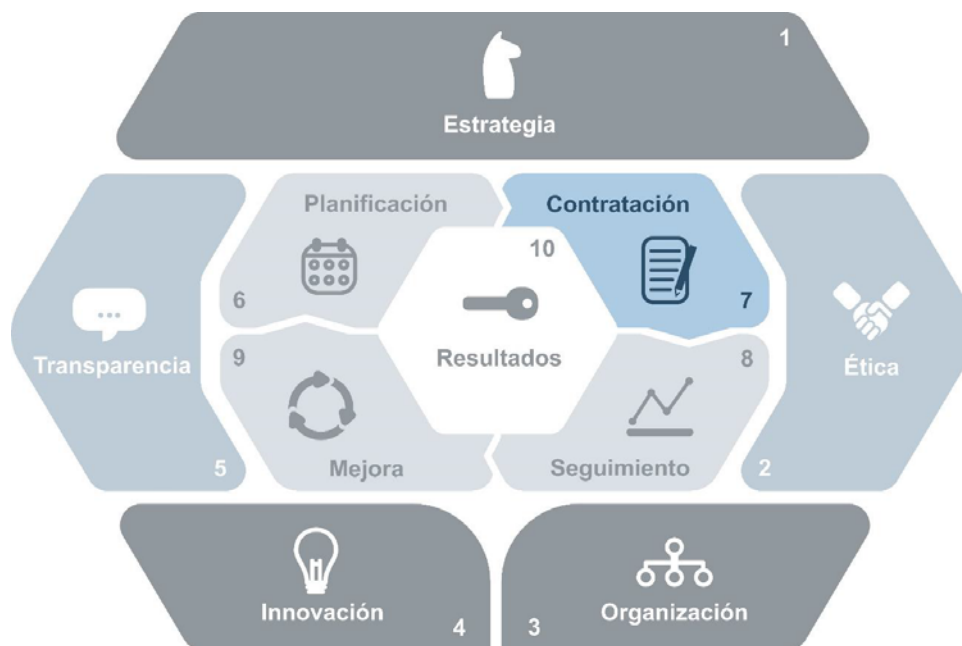 1
Estrategia
Planificación
Contratación
10
6
7
Transparencia
Resultados
Ética
9
8
Mejora
Seguimiento
5
2
Innovación
Organización
4
3